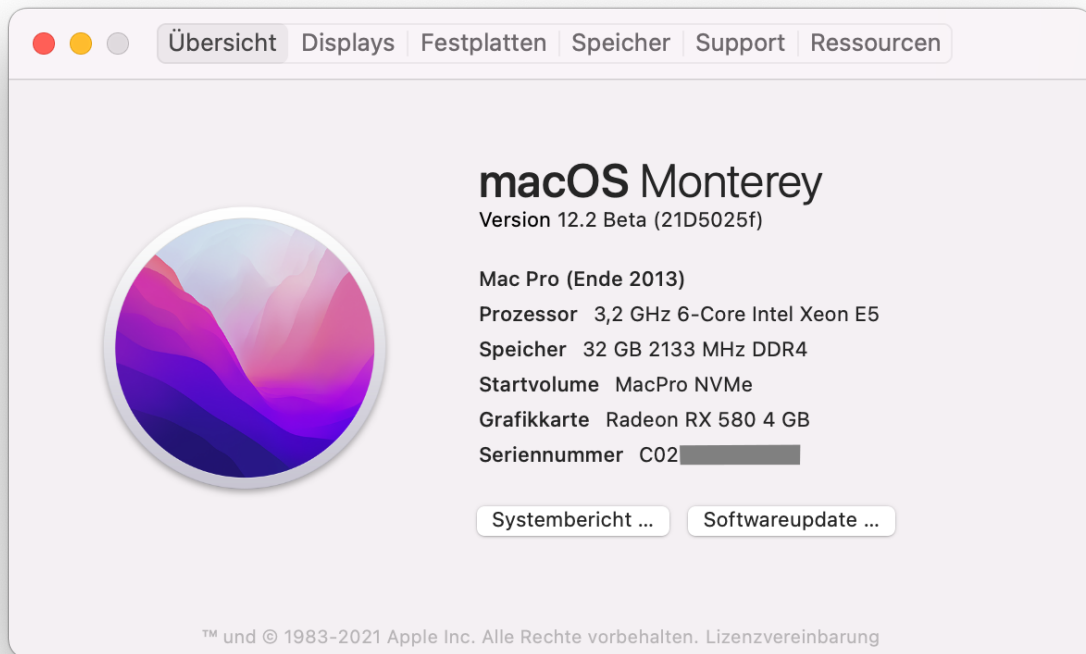 Übersicht Displays Festplatten Speicher Support Ressourcen
macOS Monterey
Version 12.2 Beta (21D5025f)
Mac Pro (Ende 2013)
Prozessor 3,2 GHz 6-Core Intel Xeon E5
Speicher 32 GB 2133 MHz DDR4
Startvolume MacPro NVMe
Grafikkarte Radeon RX 580 4 GB
Seriennummer C02
Systembericht ... Softwareupdate ...
™ und © 1983-2021 Apple Inc. Alle Rechte vorbehalten. Lizenzvereinbarung